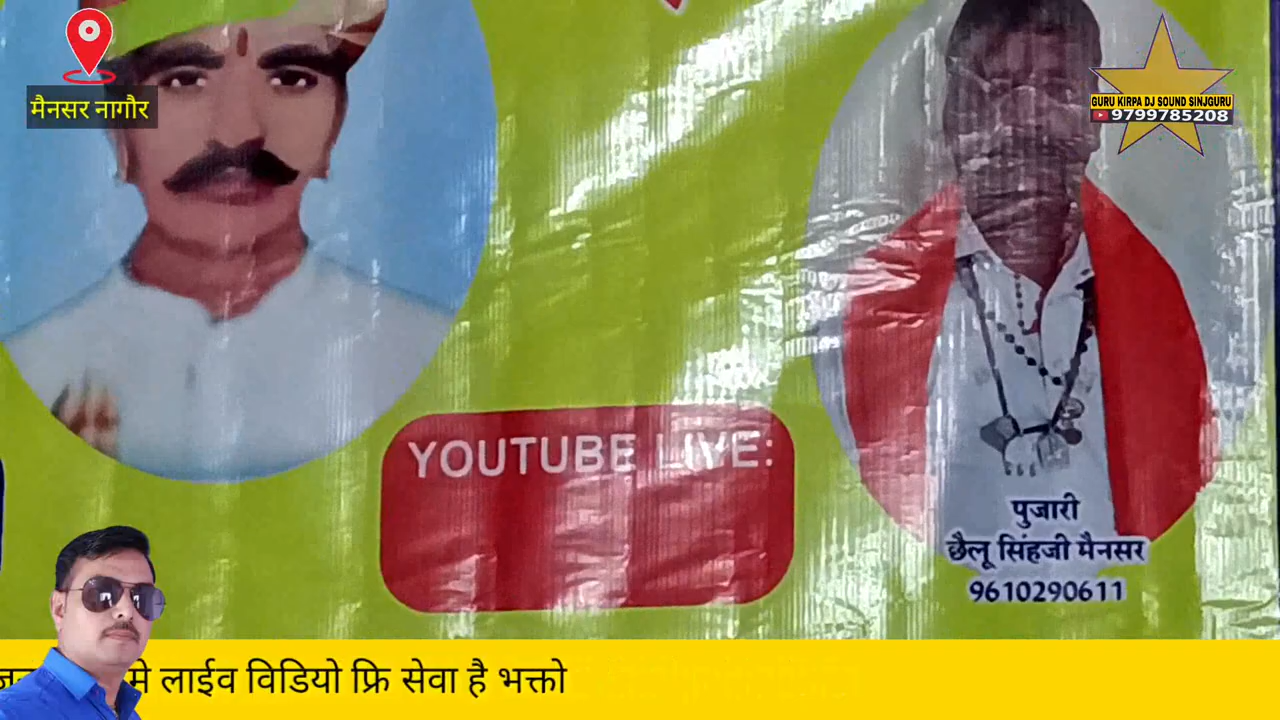 मैनसर नागौर
GURU KIRPA DJ SOUND SINJGURU
9799785208
YOUTUBE LIVE:
पुजारी
छैलू सिंहजी मैनसर
9610290611
मे लाईव विडियो फ्रि सेवा है भक्तो